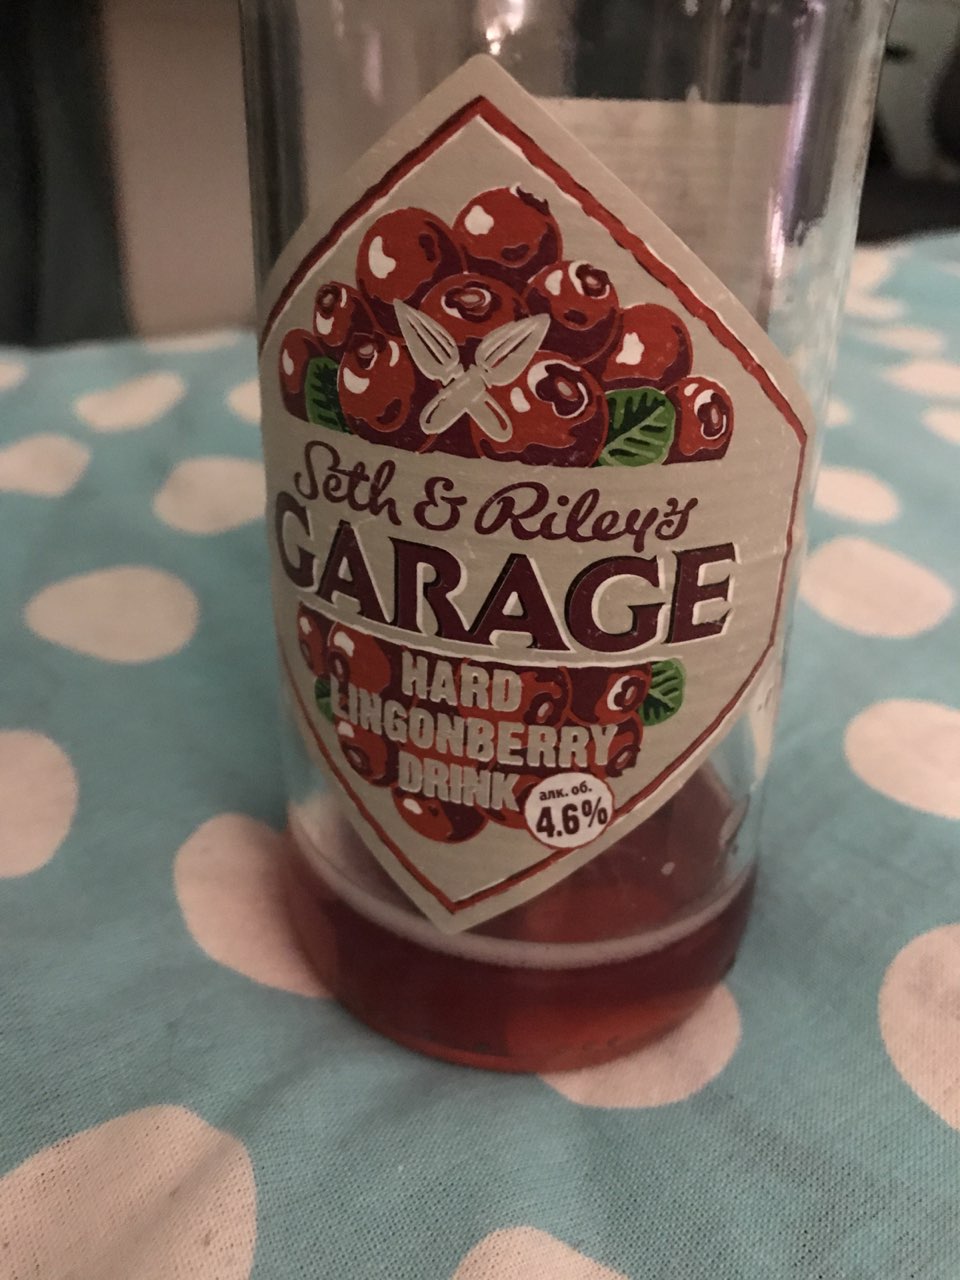 Seth & Riley's
GARAGE
HARD
LINGONBERRY
DRINK
алк. об.
4.6%